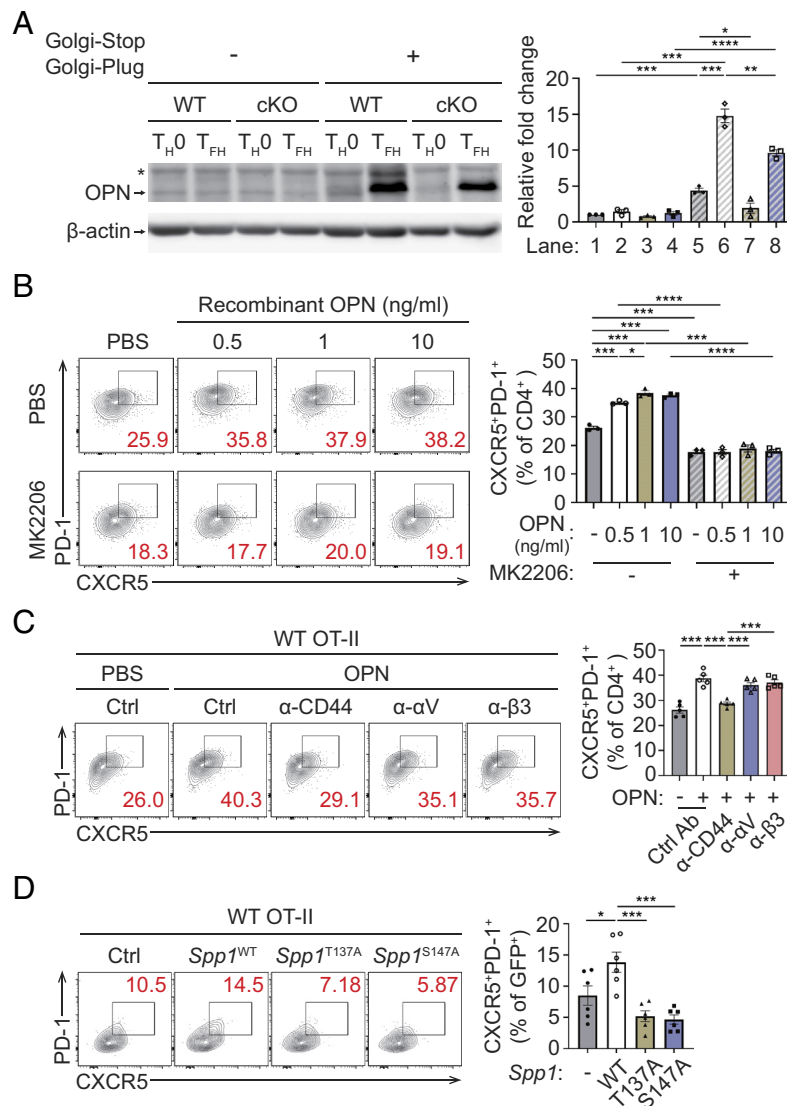 A
Golgi-Stop
Golgi-Plug
- +
WT cKO WT cKO
TH0 TFH TH0 TFH TH0 TFH TH0 TFH
*
OPN
β-actin
Relative fold change
20
15
10
5
0
* **** *** *** *** **
Lane: 1 2 3 4 5 6 7 8
B
Recombinant OPN (ng/ml)
PBS 0.5 1 10
PBS
25.9 35.8 37.9 38.2
MK2206
18.3 17.7 20.0 19.1
PD-1
CXCR5
CXCR5+PD-1+
(% of CD4+)
50
40
30
20
10
0
****
***
***
*** ***
*** * ****
OPN :
(ng/ml)
- 0.5 1 10 - 0.5 1 10
MK2206: - +
C
WT OT-II
PBS OPN
Ctrl Ctrl α-CD44 α-αV α-β3
26.0 40.3 29.1 35.1 35.7
PD-1
CXCR5
CXCR5+PD-1+
(% of CD4+)
50
40
30
20
10
0
***
*** *** ***
OPN: - + + + +
Ctrl Ab
α-CD44
α-αV
α-β3
D
WT OT-II
Ctrl Spp1WT Spp1T137A Spp1S147A
10.5 14.5 7.18 5.87
PD-1
CXCR5
CXCR5+PD-1+
(% of GFP+)
20
15
10
5
0
***
* ***
Spp1: - WT T137A S147A